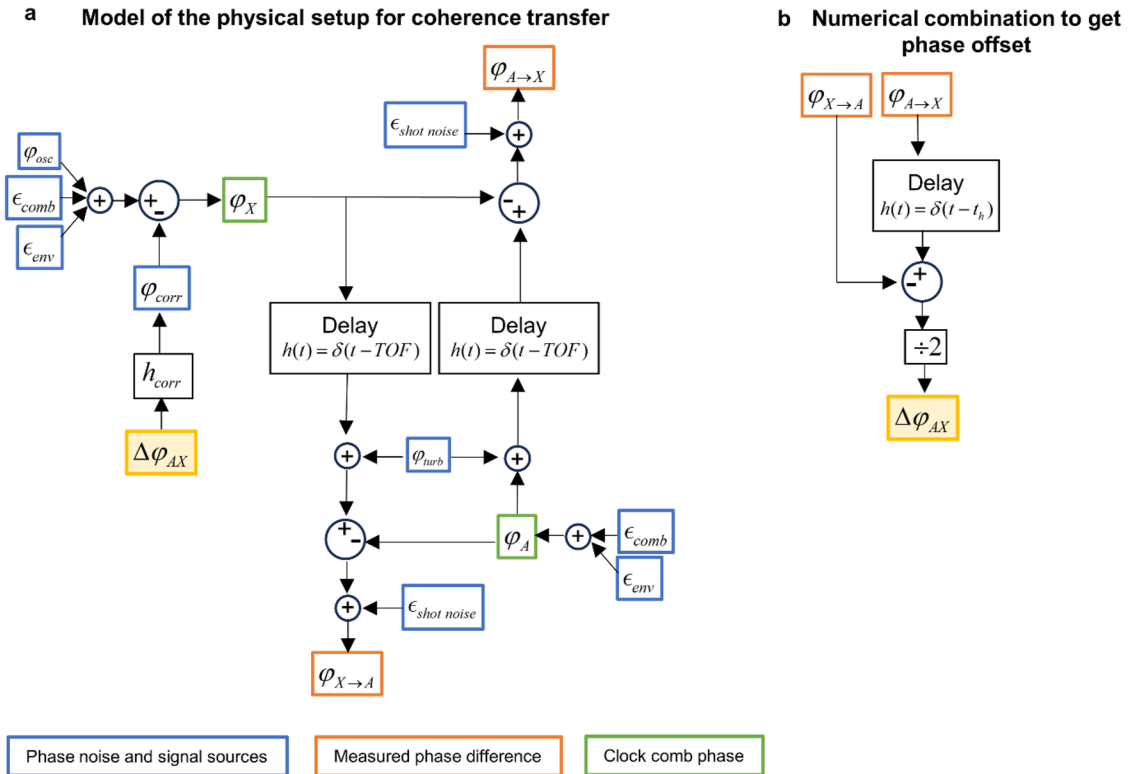 a Model of the physical setup for coherence transfer
φ_{A→X}
ϵ_{shot noise}
+
φ_{osc}
ϵ_{comb}
ϵ_{env}
+
+
-
φ_X
-
+
φ_{corr}
h_{corr}
Δφ_{AX}
Delay
h(t) = δ(t − TOF)
Delay
h(t) = δ(t − TOF)
+
φ_{turb}
+
+
-
φ_A
+
ϵ_{comb}
ϵ_{env}
+
ϵ_{shot noise}
φ_{X→A}
b Numerical combination to get
phase offset
φ_{X→A}
φ_{A→X}
Delay
h(t) = δ(t − t_h)
-
+
÷2
Δφ_{AX}
Phase noise and signal sources
Measured phase difference
Clock comb phase